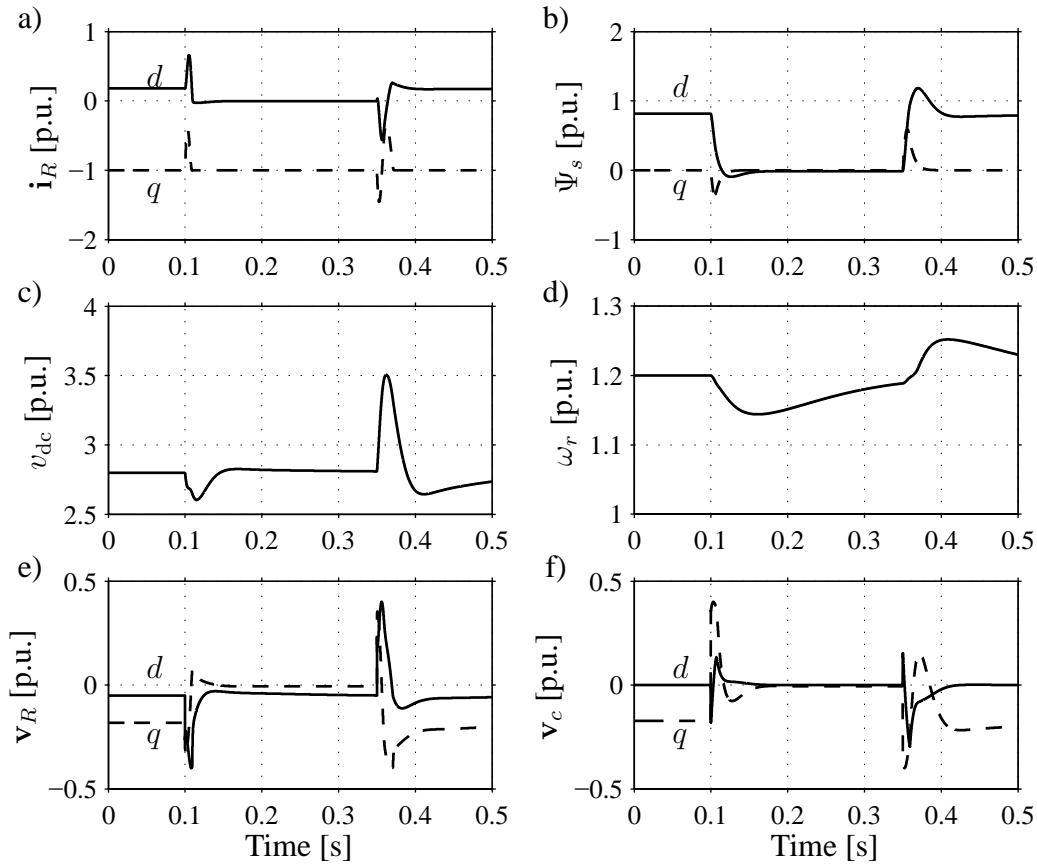 a)
b)
1
0
−1
−2
i_R [p.u.]
d
q
0 0.1 0.2 0.3 0.4 0.5
2
1
0
−1
Ψ_s [p.u.]
d
q
0 0.1 0.2 0.3 0.4 0.5
c)
d)
4
3.5
3
2.5
v_dc [p.u.]
0 0.1 0.2 0.3 0.4 0.5
1.3
1.2
1.1
1
ω_r [p.u.]
0 0.1 0.2 0.3 0.4 0.5
e)
f)
0.5
0
−0.5
v_R [p.u.]
d
q
0 0.1 0.2 0.3 0.4 0.5
Time [s]
0.5
0
−0.5
v_c [p.u.]
d
q
0 0.1 0.2 0.3 0.4 0.5
Time [s]